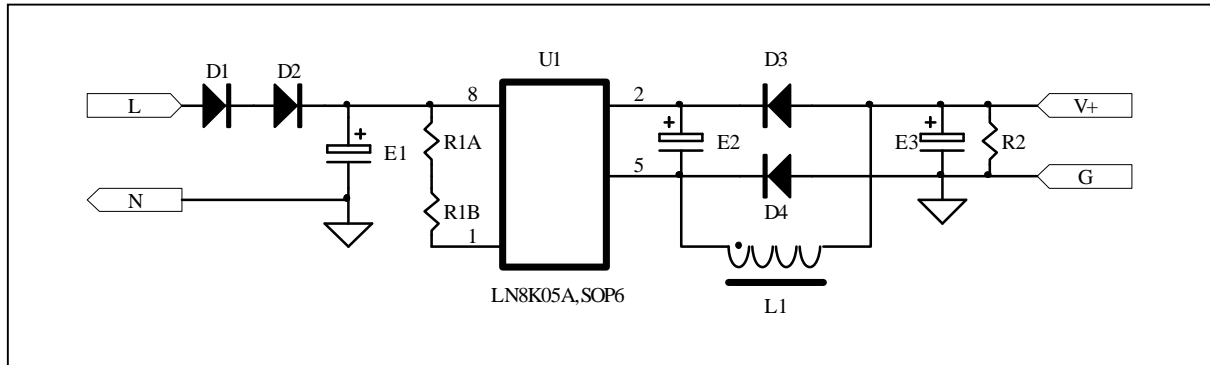 U1
D3
D1
D2
8
2
L
V+
+
+
+
R1A
E1
E2
E3
R2
5
N
G
R1B
D4
1
LN8K05A,SOP6
L1